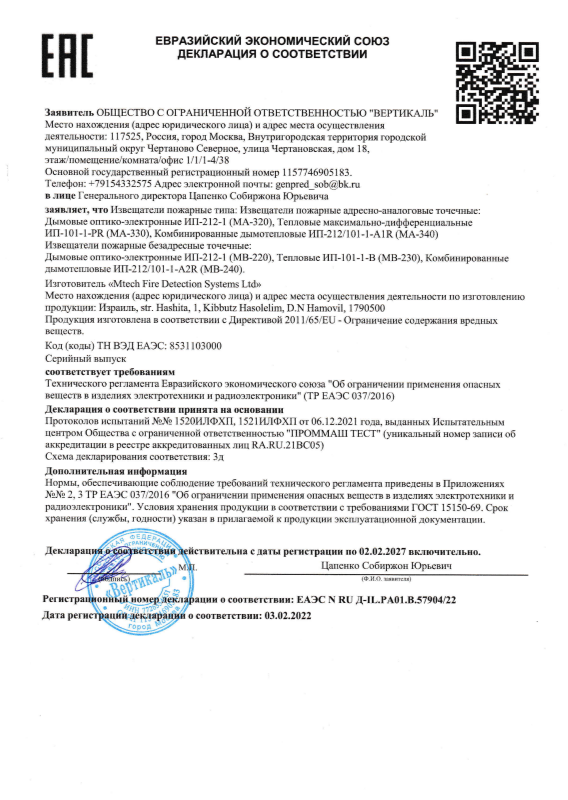 ЕАС
ЕВРАЗИЙСКИЙ ЭКОНОМИЧЕСКИЙ СОЮЗ
ДЕКЛАРАЦИЯ О СООТВЕТСТВИИ
Заявитель ОБЩЕСТВО С ОГРАНИЧЕННОЙ ОТВЕТСТВЕННОСТЬЮ "ВЕРТИКАЛЬ"
Место нахождения (адрес юридического лица) и адрес места осуществления
деятельности: 117525, Россия, город Москва, Внутригородская территория городской
муниципальный округ Чертаново Северное, улица Чертановская, дом 18,
этаж/помещение/комната/офис 1/1/1-4/38
Основной государственный регистрационный номер 1157746905183.
Телефон: +79154332575 Адрес электронной почты: genpred_sob@bk.ru
в лице Генерального директора Цапенко Собиржона Юрьевича
заявляет, что Извещатели пожарные типа: Извещатели пожарные адресно-аналоговые точечные:
Дымовые оптико-электронные ИП-212-1 (МА-320), Тепловые максимально-дифференциальные
ИП-101-1-PR (МА-330), Комбинированные дымотепловые ИП-212/101-1-A1R (МА-340)
Извещатели пожарные безадресные точечные:
Дымовые оптико-электронные ИП-212-1 (МВ-220), Тепловые ИП-101-1-В (МВ-230), Комбинированные
дымотепловые ИП-212/101-1-A2R (МВ-240).
Изготовитель «Mtech Fire Detection Systems Ltd»
Место нахождения (адрес юридического лица) и адрес места осуществления деятельности по изготовлению
продукции: Израиль, str. Hashita, 1, Kibbutz Hasolelim, D.N Hamovil, 1790500
Продукция изготовлена в соответствии с Директивой 2011/65/EU - Ограничение содержания вредных
веществ.
Код (коды) ТН ВЭД ЕАЭС: 8531103000
Серийный выпуск
соответствует требованиям
Технического регламента Евразийского экономического союза "Об ограничении применения опасных
веществ в изделиях электротехники и радиоэлектроники" (ТР ЕАЭС 037/2016)
Декларация о соответствии принята на основании
Протоколов испытаний №№ 1520ИЛФХП, 1521ИЛФХП от 06.12.2021 года, выданных Испытательным
центром Общества с ограниченной ответственностью "ПРОММАШ ТЕСТ" (уникальный номер записи об
аккредитации в реестре аккредитованных лиц RA.RU.21ВС05)
Схема декларирования соответствия: 3д
Дополнительная информация
Нормы, обеспечивающие соблюдение требований технического регламента приведены в Приложениях
№№ 2, 3 ТР ЕАЭС 037/2016 "Об ограничении применения опасных веществ в изделиях электротехники и
радиоэлектроники". Условия хранения продукции в соответствии с требованиями ГОСТ 15150-69. Срок
хранения (службы, годности) указан в прилагаемой к продукции эксплуатационной документации.
Декларация о соответствии действительна с даты регистрации по 02.02.2027 включительно.
М.П.
Цапенко Собиржон Юрьевич
(подпись)
(Ф.И.О. заявителя)
«Вертикаль»
город Москва
Регистрационный номер декларации о соответствии: ЕАЭС N RU Д-IL.РА01.В.57904/22
Дата регистрации декларации о соответствии: 03.02.2022